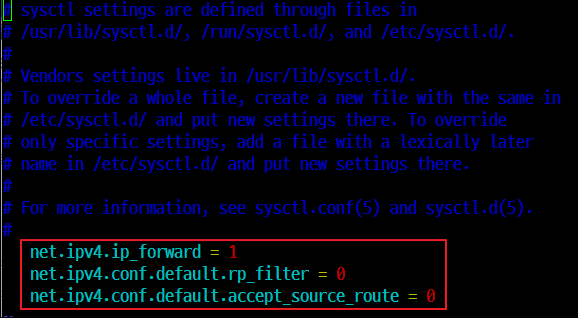 # sysctl settings are defined through files in
# /usr/lib/sysctl.d/, /run/sysctl.d/, and /etc/sysctl.d/.
#
# Vendors settings live in /usr/lib/sysctl.d/.
# To override a whole file, create a new file with the same in
# /etc/sysctl.d/ and put new settings there. To override
# only specific settings, add a file with a lexically later
# name in /etc/sysctl.d/ and put new settings there.
#
# For more information, see sysctl.conf(5) and sysctl.d(5).
#
net.ipv4.ip_forward = 1
net.ipv4.conf.default.rp_filter = 0
net.ipv4.conf.default.accept_source_route = 0